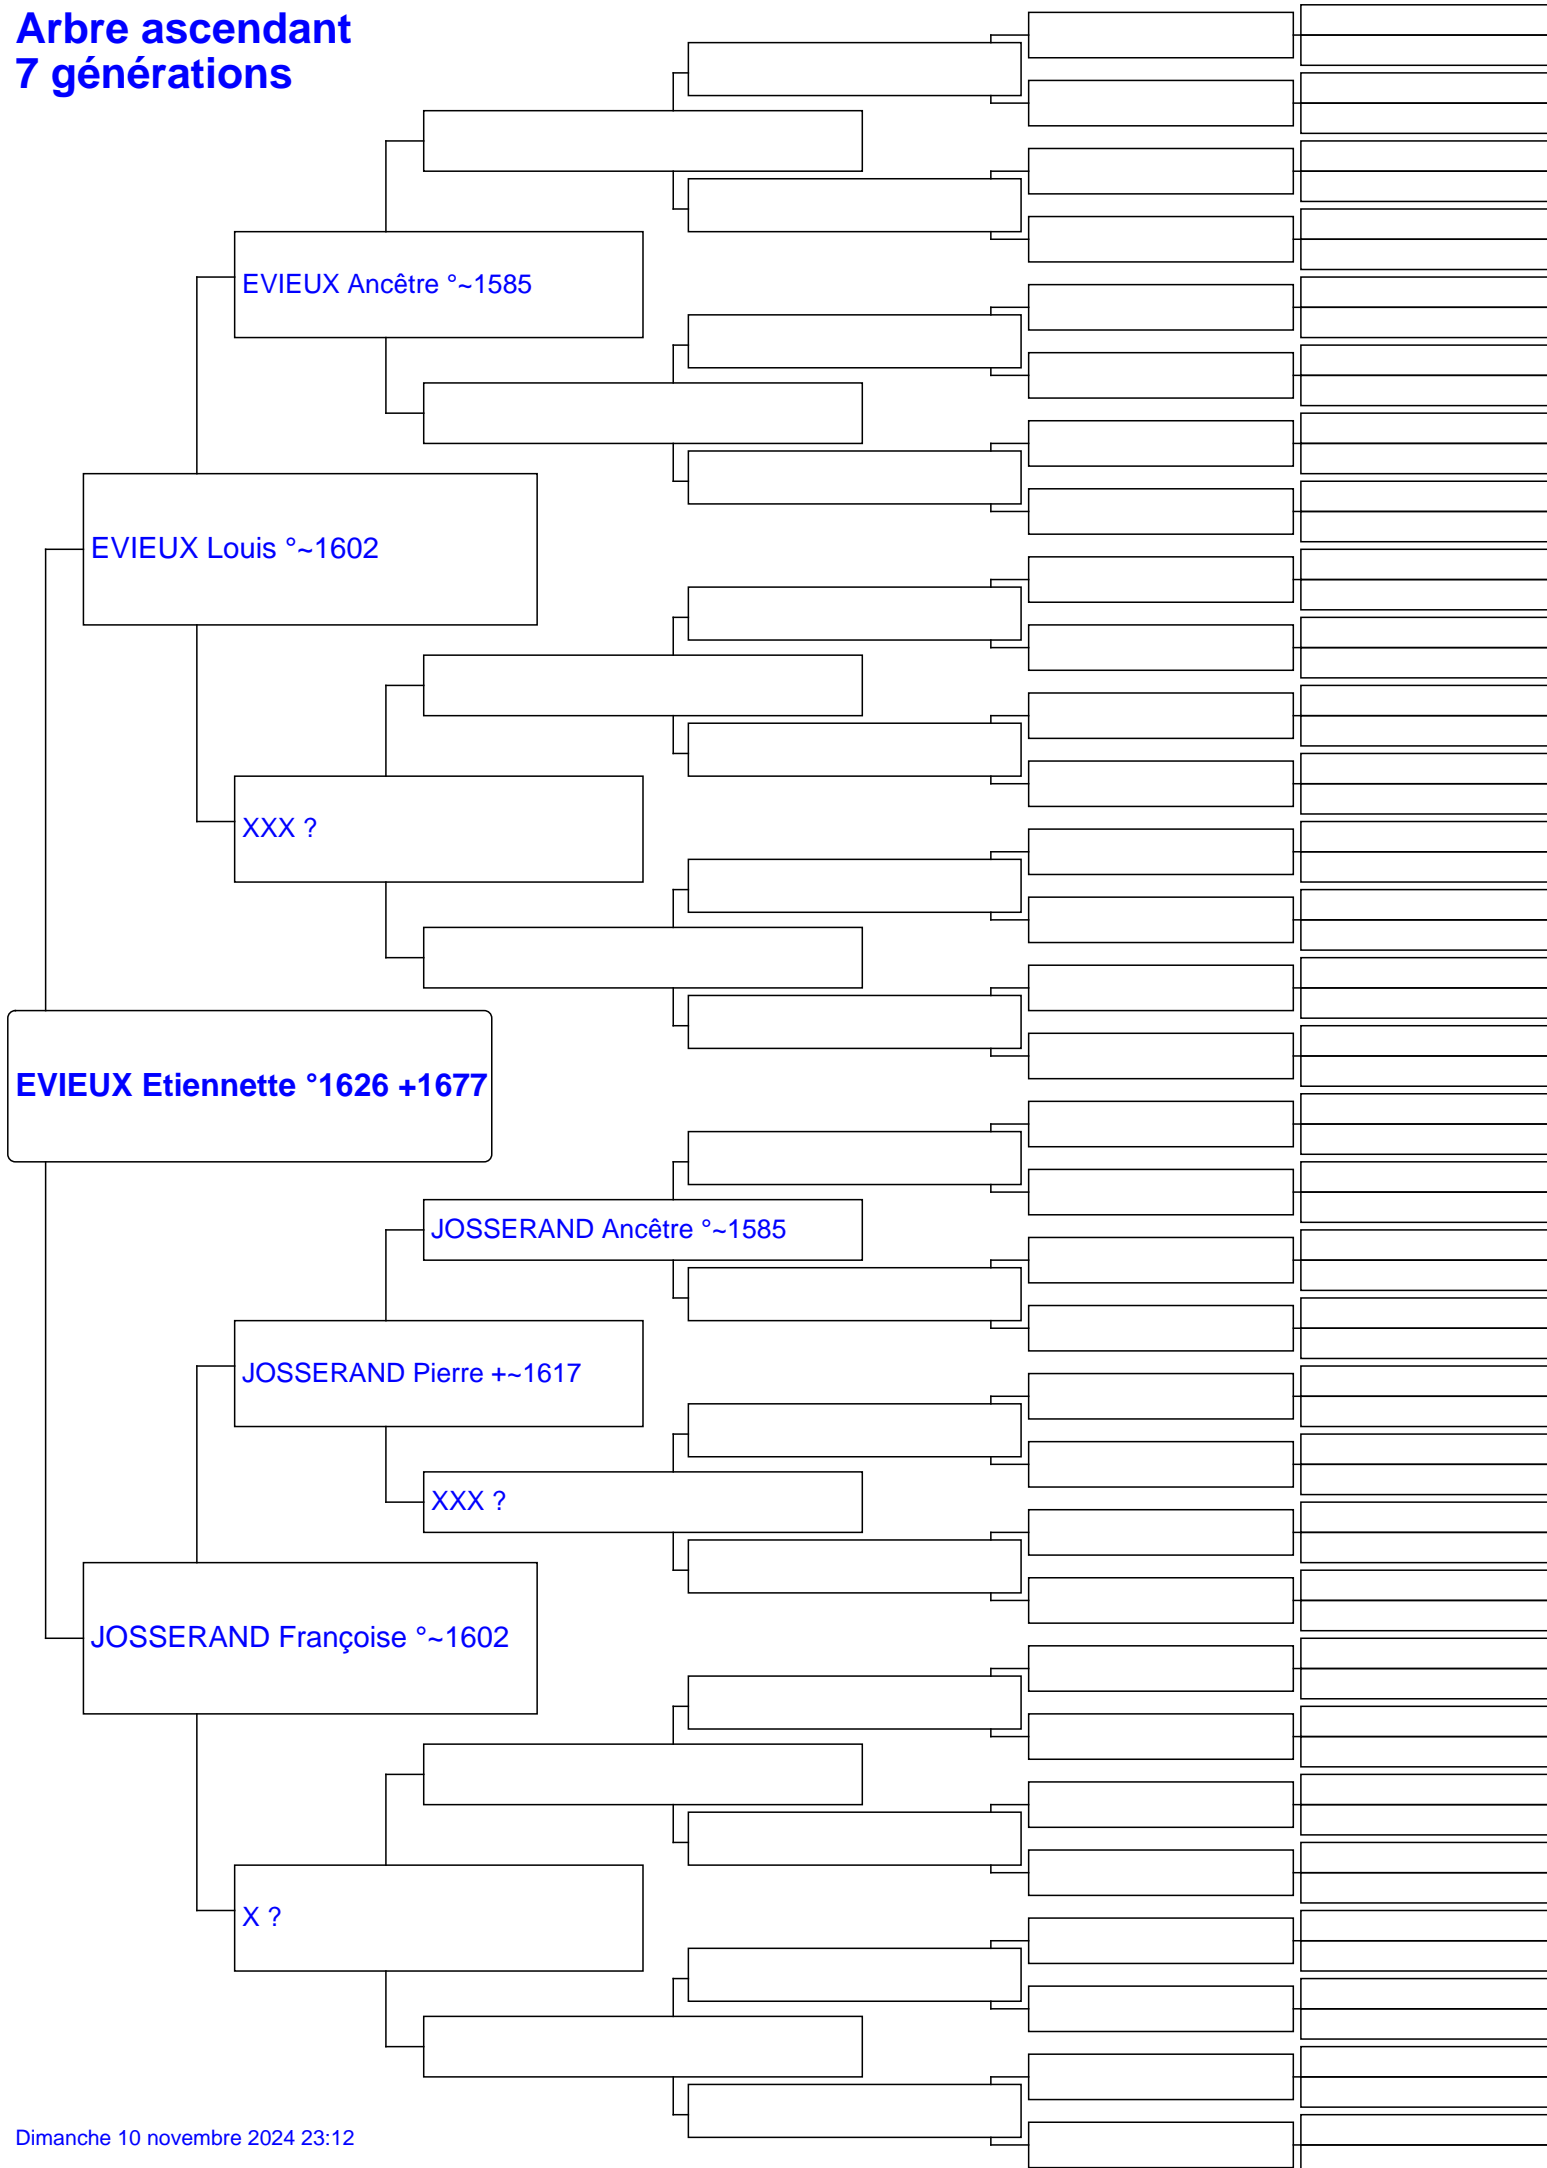 Arbre ascendant
7 générations
EVIEUX Ancêtre °~1585
EVIEUX Louis °~1602
XXX ?
EVIEUX Etiennette °1626 +1677
JOSSERAND Ancêtre °~1585
JOSSERAND Pierre +~1617
XXX ?
JOSSERAND Françoise °~1602
X ?
Dimanche 10 novembre 2024 23:12